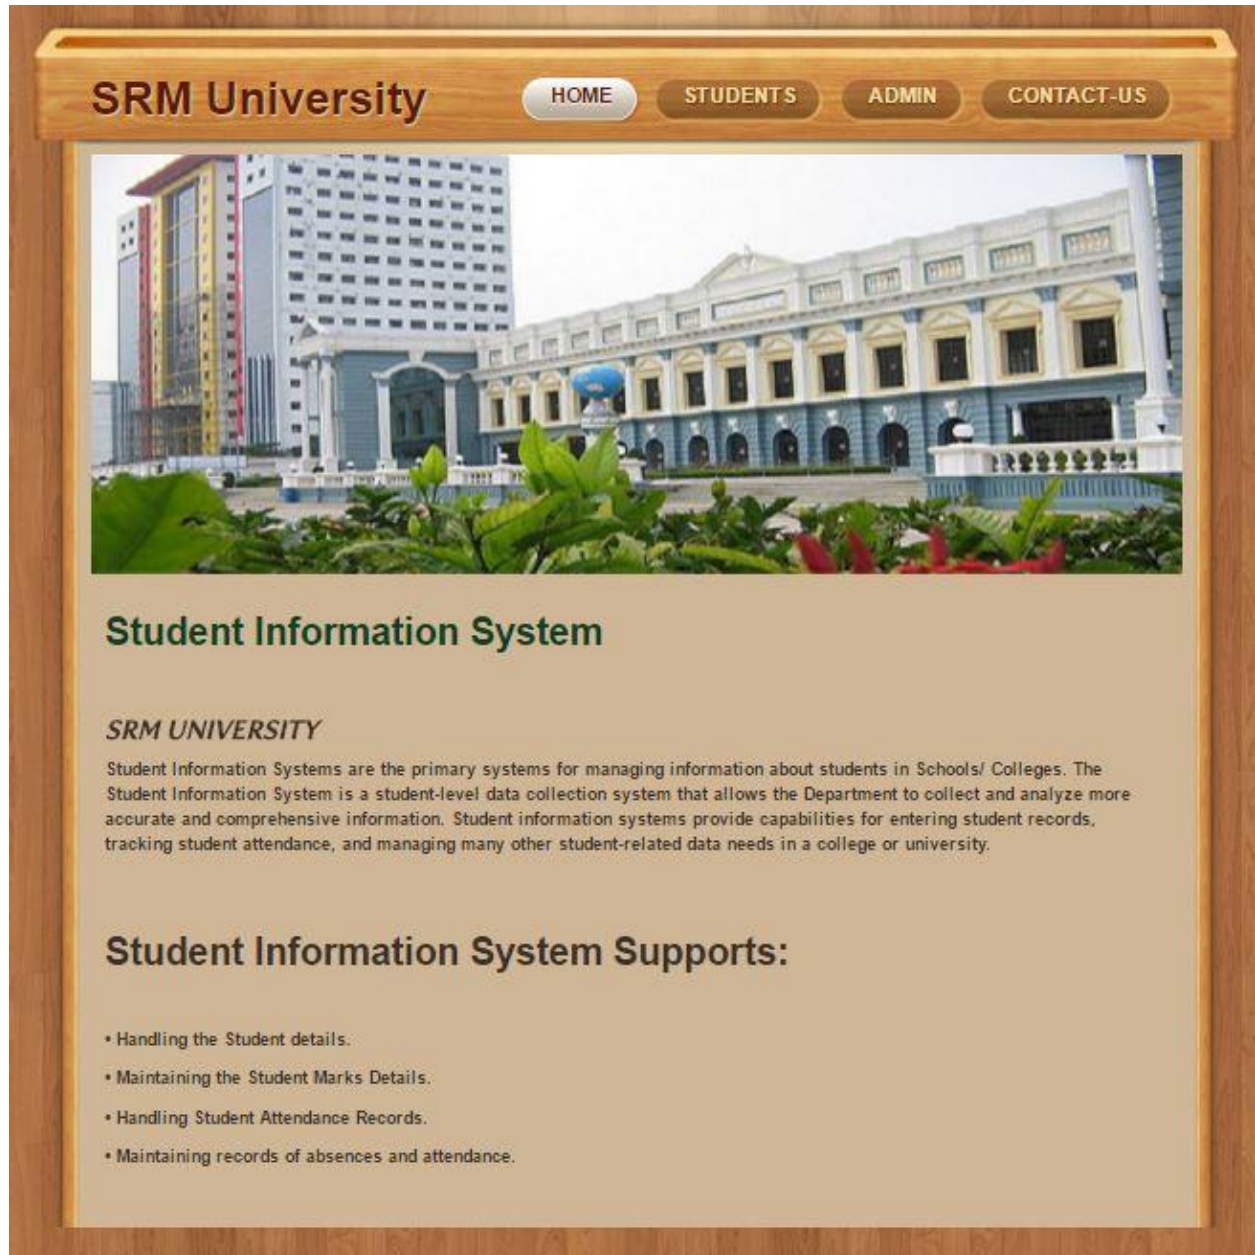 SRM University
HOME
STUDENTS
ADMIN
CONTACT-US
Student Information System
SRM UNIVERSITY
Student Information Systems are the primary systems for managing information about students in Schools/ Colleges. The
Student Information System is a student-level data collection system that allows the Department to collect and analyze more
accurate and comprehensive information. Student information systems provide capabilities for entering student records,
tracking student attendance, and managing many other student-related data needs in a college or university.
Student Information System Supports:
• Handling the Student details.
• Maintaining the Student Marks Details.
• Handling Student Attendance Records.
• Maintaining records of absences and attendance.